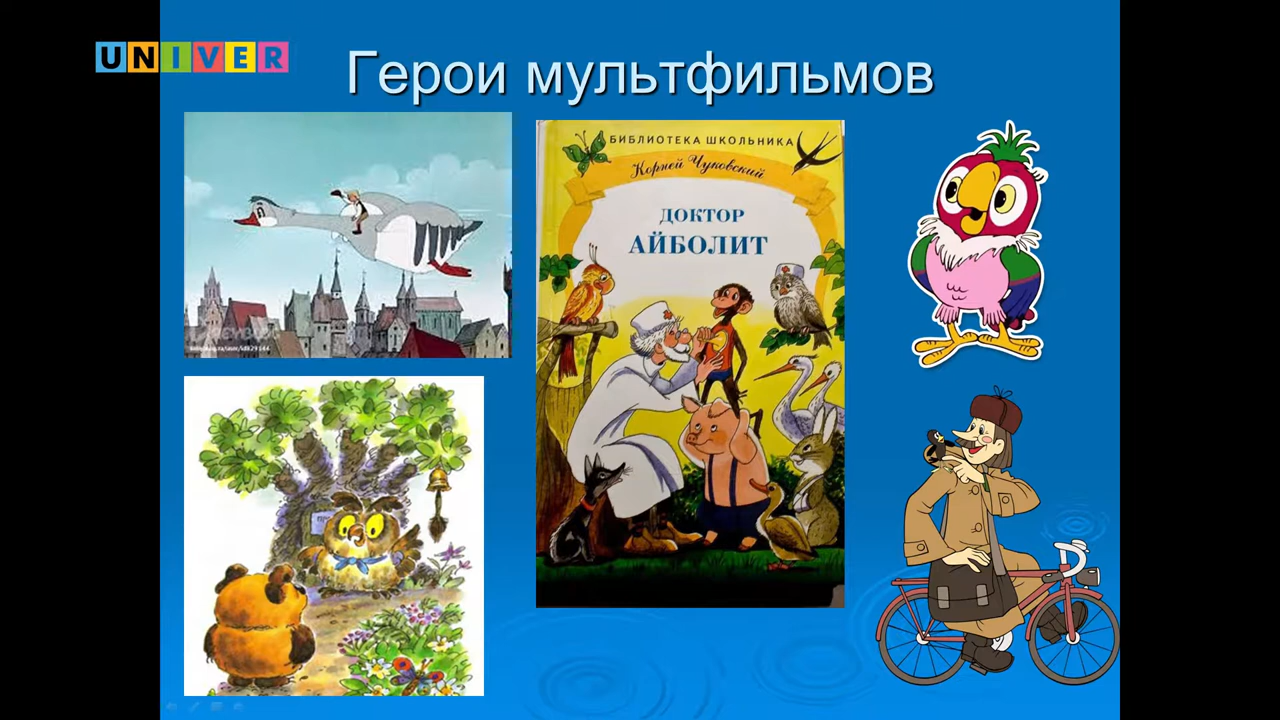 UNIVER
Герои мультфильмов
БИБЛИОТЕКА ШКОЛЬНИКА
Корней Чуковский
ДОКТОР
АЙБОЛИТ